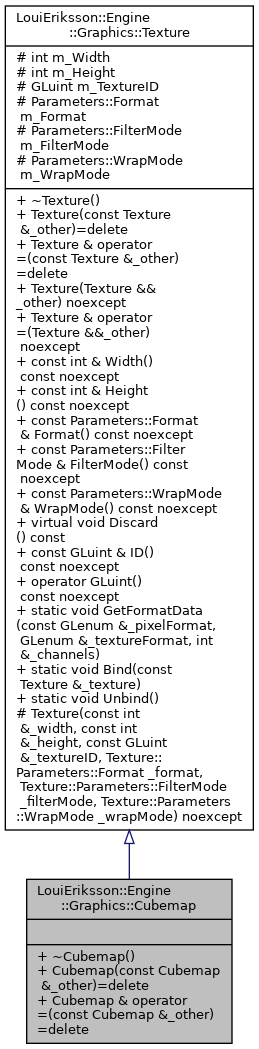 LouiEriksson::Engine
::Graphics::Texture
# int m_Width
# int m_Height
# GLuint m_TextureID
# Parameters::Format
m_Format
# Parameters::FilterMode
m_FilterMode
# Parameters::WrapMode
m_WrapMode
+ ~Texture()
+ Texture(const Texture
&_other)=delete
+ Texture & operator
=(const Texture &_other)
=delete
+ Texture(Texture &&
_other) noexcept
+ Texture & operator
=(Texture &&_other)
noexcept
+ const int & Width()
const noexcept
+ const int & Height
() const noexcept
+ const Parameters::Format
& Format() const noexcept
+ const Parameters::Filter
Mode & FilterMode() const
noexcept
+ const Parameters::WrapMode
& WrapMode() const noexcept
+ virtual void Discard
() const
+ const GLuint & ID()
const noexcept
+ operator GLuint()
const noexcept
+ static void GetFormatData
(const GLenum &_pixelFormat,
GLenum &_textureFormat, int
&_channels)
+ static void Bind(const
Texture &_texture)
+ static void Unbind()
# Texture(const int
&_width, const int
&_height, const GLuint
&_textureID, Texture::
Parameters::Format _format,
Texture::Parameters::FilterMode
_filterMode, Texture::Parameters
::WrapMode _wrapMode) noexcept
LouiEriksson::Engine
::Graphics::Cubemap
+ ~Cubemap()
+ Cubemap(const Cubemap
&_other)=delete
+ Cubemap & operator
=(const Cubemap &_other)
=delete